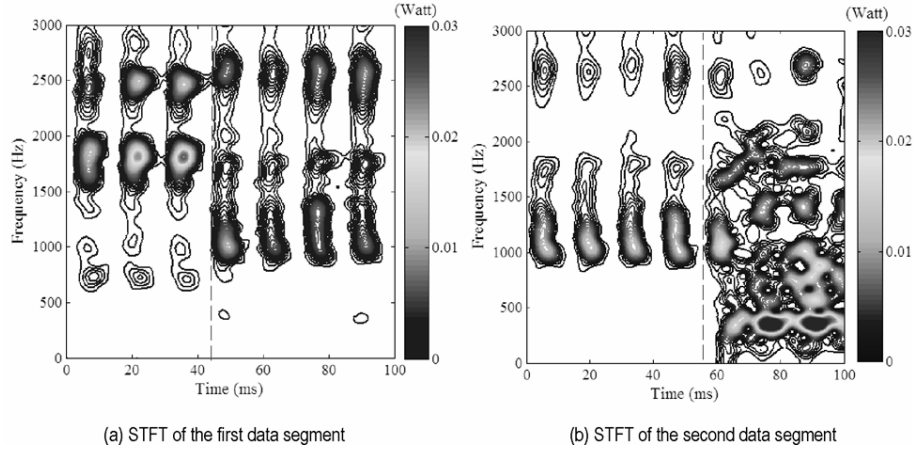 (Watt)
3000
2500
2000
1500
1000
500
0
Frequency (Hz)
0 20 40 60 80 100
Time (ms)
0.03
0.02
0.01
0
(a) STFT of the first data segment
(Watt)
3000
2500
2000
1500
1000
500
0
Frequency (Hz)
0 20 40 60 80 100
Time (ms)
0.03
0.02
0.01
0
(b) STFT of the second data segment